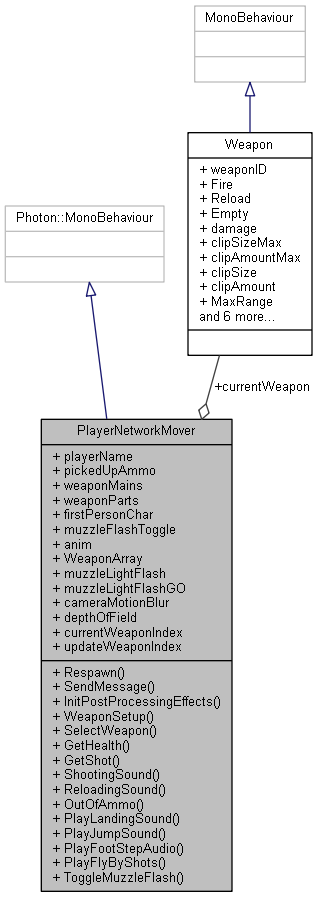 MonoBehaviour
Weapon
+ weaponID
+ Fire
+ Reload
+ Empty
+ damage
+ clipSizeMax
+ clipAmountMax
+ clipSize
+ clipAmount
+ MaxRange
and 6 more...
Photon::MonoBehaviour
+currentWeapon
PlayerNetworkMover
+ playerName
+ pickedUpAmmo
+ weaponMains
+ weaponParts
+ firstPersonChar
+ muzzleFlashToggle
+ anim
+ WeaponArray
+ muzzleLightFlash
+ muzzleLightFlashGO
+ cameraMotionBlur
+ depthOfField
+ currentWeaponIndex
+ updateWeaponIndex
+ Respawn()
+ SendMessage()
+ InitPostProcessingEffects()
+ WeaponSetup()
+ SelectWeapon()
+ GetHealth()
+ GetShot()
+ ShootingSound()
+ ReloadingSound()
+ OutOfAmmo()
+ PlayLandingSound()
+ PlayJumpSound()
+ PlayFootStepAudio()
+ PlayFlyByShots()
+ ToggleMuzzleFlash()